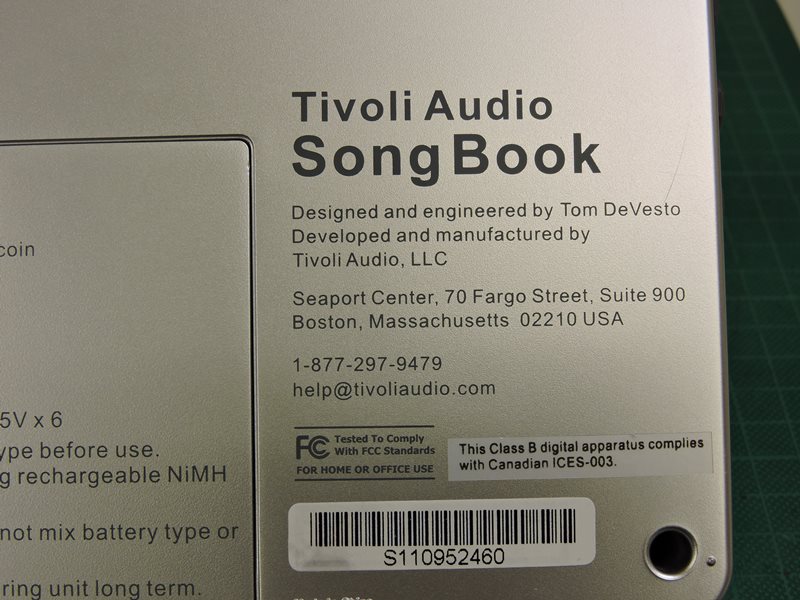 Tivoli Audio
SongBook
Designed and engineered by Tom DeVesto
Developed and manufactured by
Tivoli Audio, LLC
Seaport Center, 70 Fargo Street, Suite 900
Boston, Massachusetts 02210 USA
1-877-297-9479
help@tivoliaudio.com
FCC
Tested To Comply
With FCC Standards
FOR HOME OR OFFICE USE
This Class B digital apparatus complies
with Canadian ICES-003.
S110952460
coin
5V x 6
ype before use.
g rechargeable NiMH
not mix battery type or
ring unit long term.